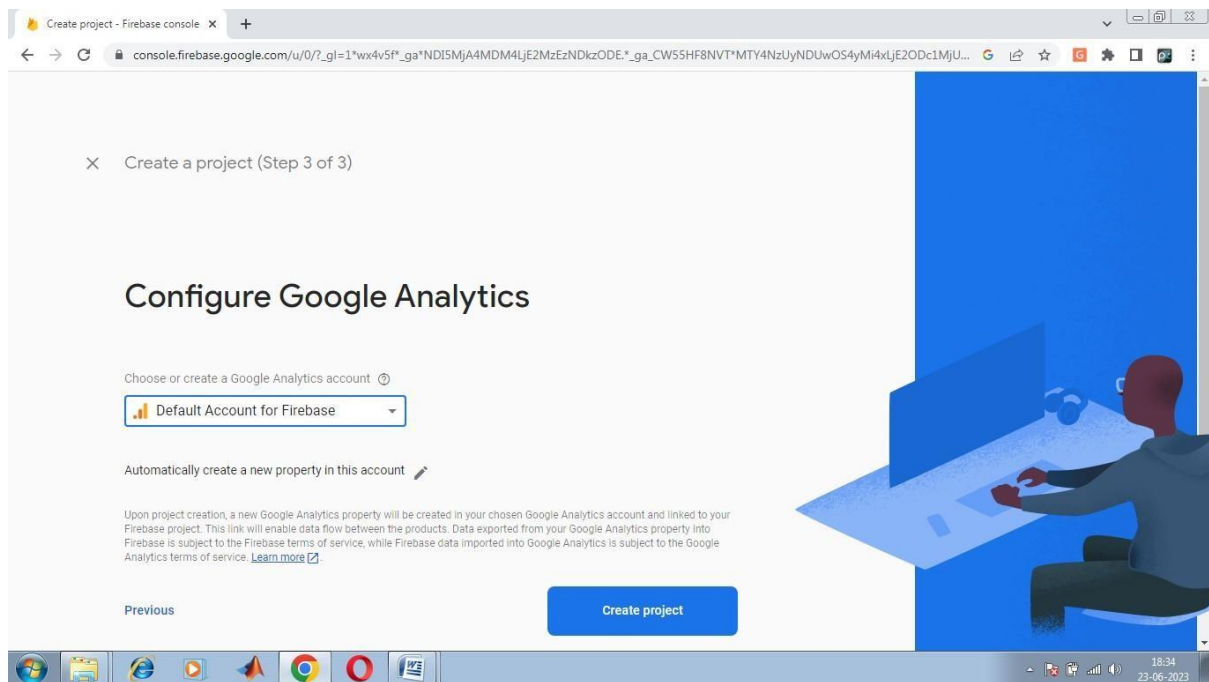 Create project - Firebase console
console.firebase.google.com/u/0/?_gl=1*wx4v5f*_ga*NDI5MjA4MDM4LjE2MzEzNDkzODE.*_ga_CW55HF8NVT*MTY4NzUyNDUwOS4yMi4xLjE2ODc1MjU...
Create a project (Step 3 of 3)
Configure Google Analytics
Choose or create a Google Analytics account
Default Account for Firebase
Automatically create a new property in this account
Upon project creation, a new Google Analytics property will be created in your chosen Google Analytics account and linked to your
Firebase project. This link will enable data flow between the products. Data exported from your Google Analytics property into
Firebase is subject to the Firebase terms of service, while Firebase data imported into Google Analytics is subject to the Google
Analytics terms of service. Learn more
Previous
Create project
18:34
23-06-2023